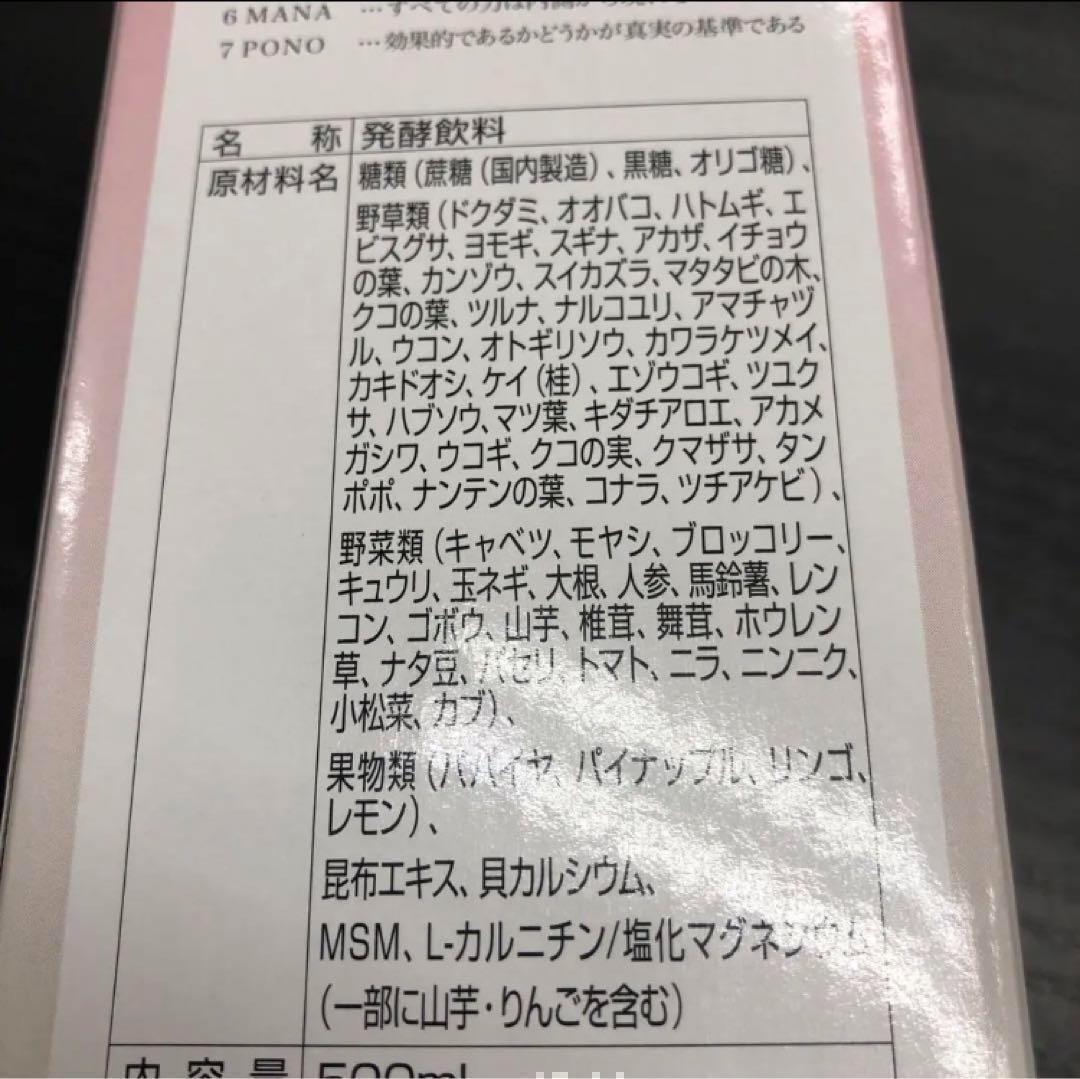 6 MANA …すべての力は内側から
7 PONO …効果的であるかどうかが真実の基準である
名 称 発酵飲料
原材料名 糖類（蔗糖（国内製造）、黒糖、オリゴ糖）、
野草類（ドクダミ、オオバコ、ハトムギ、エ
ビスグサ、ヨモギ、スギナ、アカザ、イチョウ
の葉、カンゾウ、スイカズラ、マタタビの木、
クコの葉、ツルナ、ナルコユリ、アマチャヅ
ル、ウコン、オトギリソウ、カワラケツメイ、
カキドオシ、ケイ（桂）、エゾウコギ、ツユク
サ、ハブソウ、マツ葉、キダチアロエ、アカメ
ガシワ、ウコギ、クコの実、クマザサ、タン
ポポ、ナンテンの葉、コナラ、ツチアケビ）、
野菜類（キャベツ、モヤシ、ブロッコリー、
キュウリ、玉ネギ、大根、人参、馬鈴薯、レン
コン、ゴボウ、山芋、椎茸、舞茸、ホウレン
草、ナタ豆、パセリ、トマト、ニラ、ニンニク、
小松菜、カブ）、
果物類（パパイヤ、パイナップル、リンゴ、
レモン）、
昆布エキス、貝カルシウム、
MSM、L-カルニチン/塩化マグネシウム
（一部に山芋・りんごを含む）
内容量 500ml